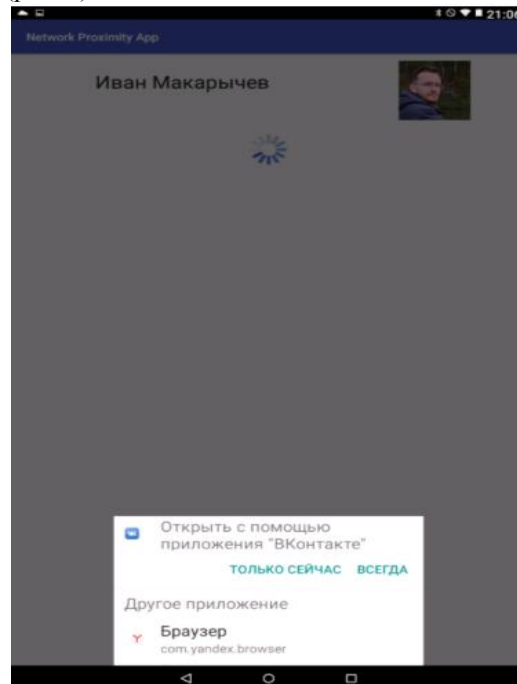 21:06
Network Proximity App
Иван Макарычев
Открыть с помощью
приложения "ВКонтакте"
ТОЛЬКО СЕЙЧАС ВСЕГДА
Другое приложение
Браузер
com.yandex.browser